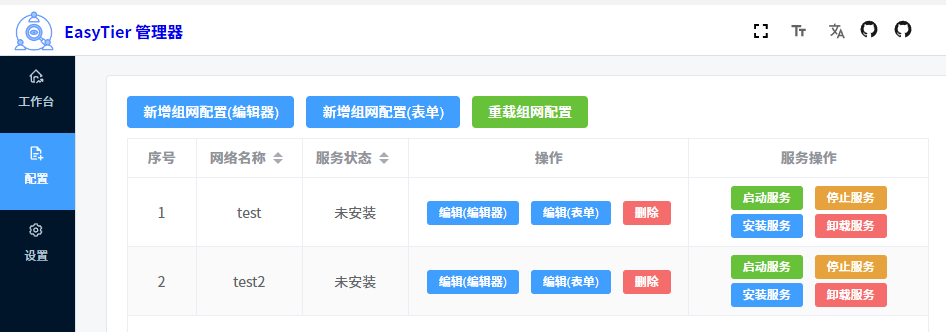 EasyTier 管理器
工作台
配置
设置
新增组网配置(编辑器) 新增组网配置(表单) 重载组网配置
序号 网络名称 服务状态 操作 服务操作
1 test 未安装 编辑(编辑器) 编辑(表单) 删除 启动服务 停止服务
安装服务 卸载服务
2 test2 未安装 编辑(编辑器) 编辑(表单) 删除 启动服务 停止服务
安装服务 卸载服务